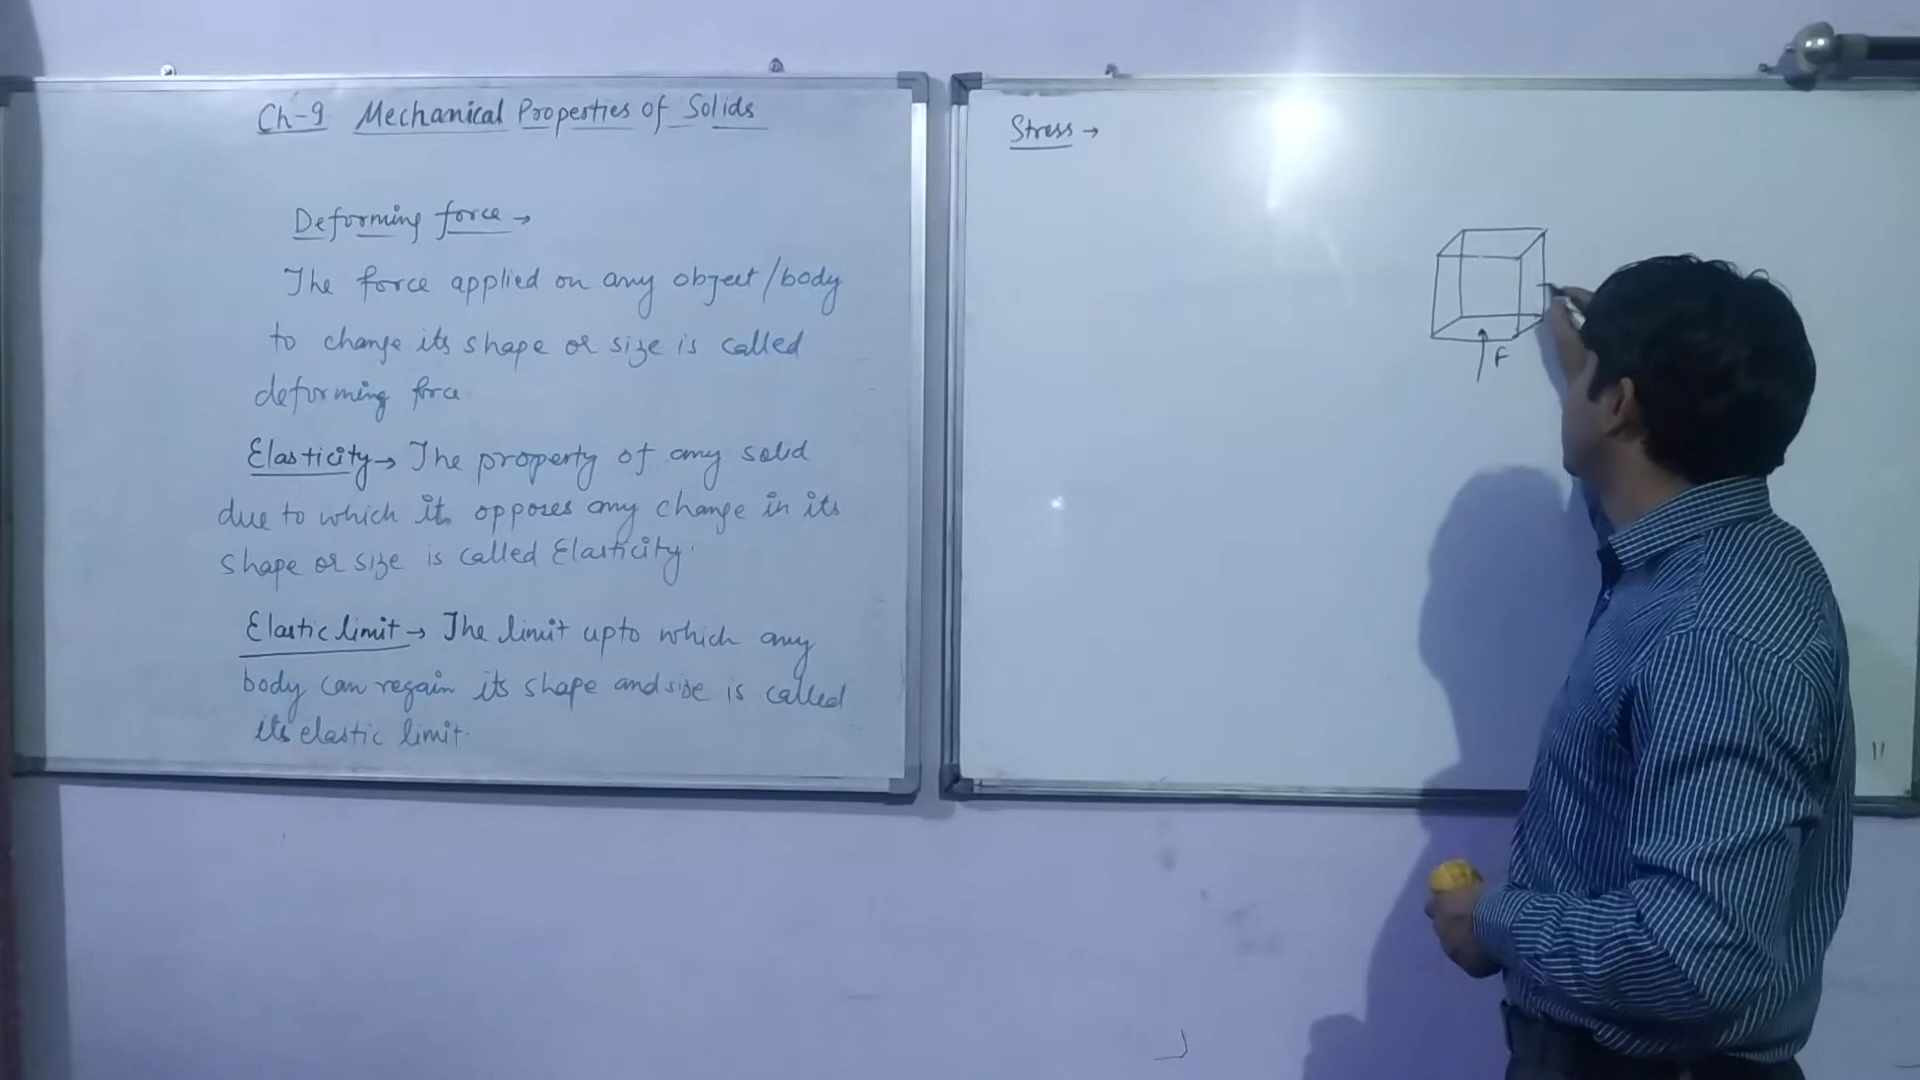 Ch-9 Mechanical Properties of Solids
Deforming force →
The force applied on any object/body
to change its shape or size is called
deforming force
Elasticity → The property of any solid
due to which it opposes any change in its
shape or size is called Elasticity.
Elastic limit → The limit upto which any
body can regain its shape and size is called
its elastic limit.
Stress →
F